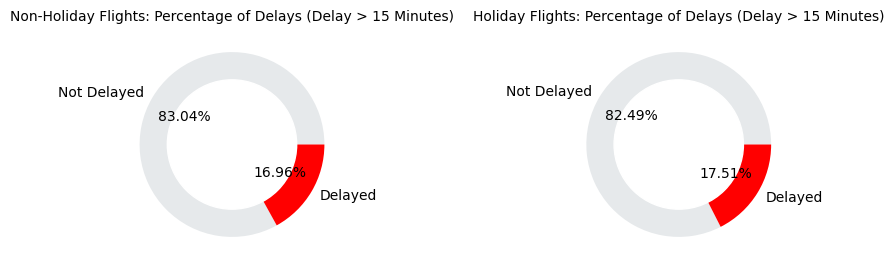 Non-Holiday Flights: Percentage of Delays (Delay > 15 Minutes)
Not Delayed
83.04%
16.96%
Delayed
Holiday Flights: Percentage of Delays (Delay > 15 Minutes)
Not Delayed
82.49%
17.51%
Delayed